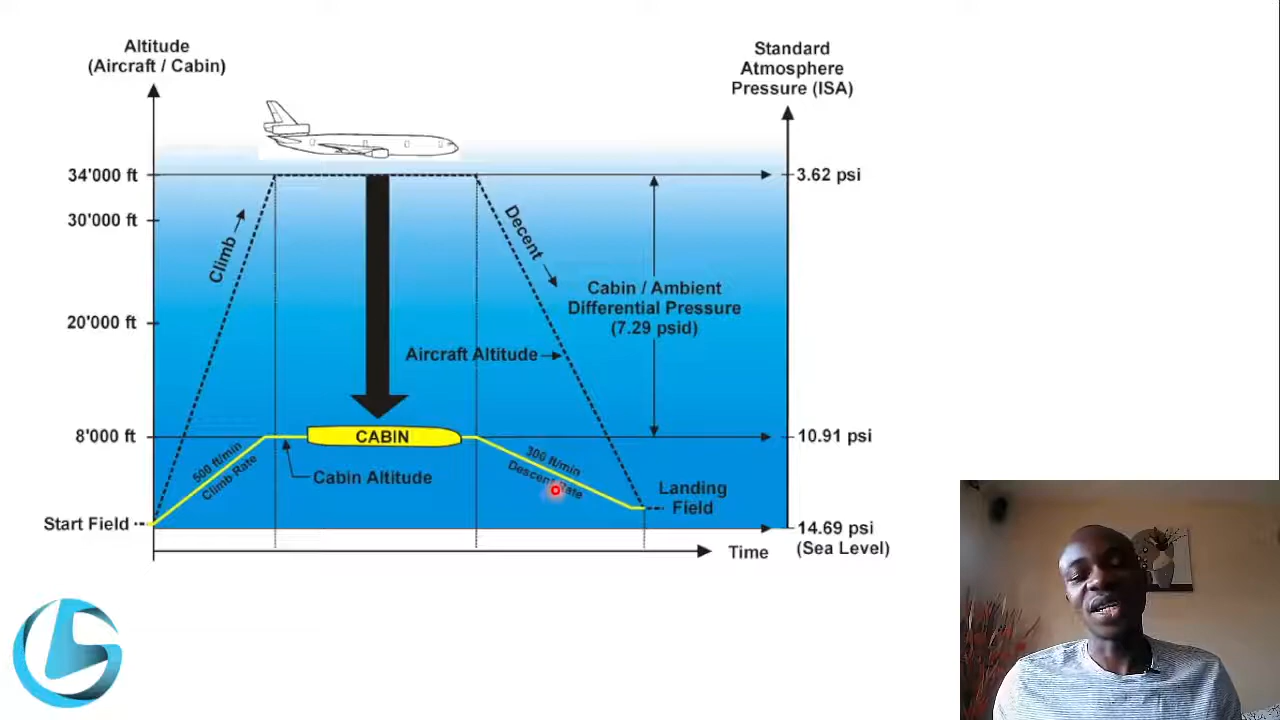 Altitude
(Aircraft / Cabin)
Standard
Atmosphere
Pressure (ISA)
34'000 ft
3.62 psi
30'000 ft
Climb
Decent
Cabin / Ambient
Differential Pressure
(7.29 psid)
20'000 ft
Aircraft Altitude
8'000 ft
CABIN
10.91 psi
500 ft/min
Climb Rate
Cabin Altitude
300 ft/min
Descent Rate
Landing
Field
Start Field
14.69 psi
(Sea Level)
Time